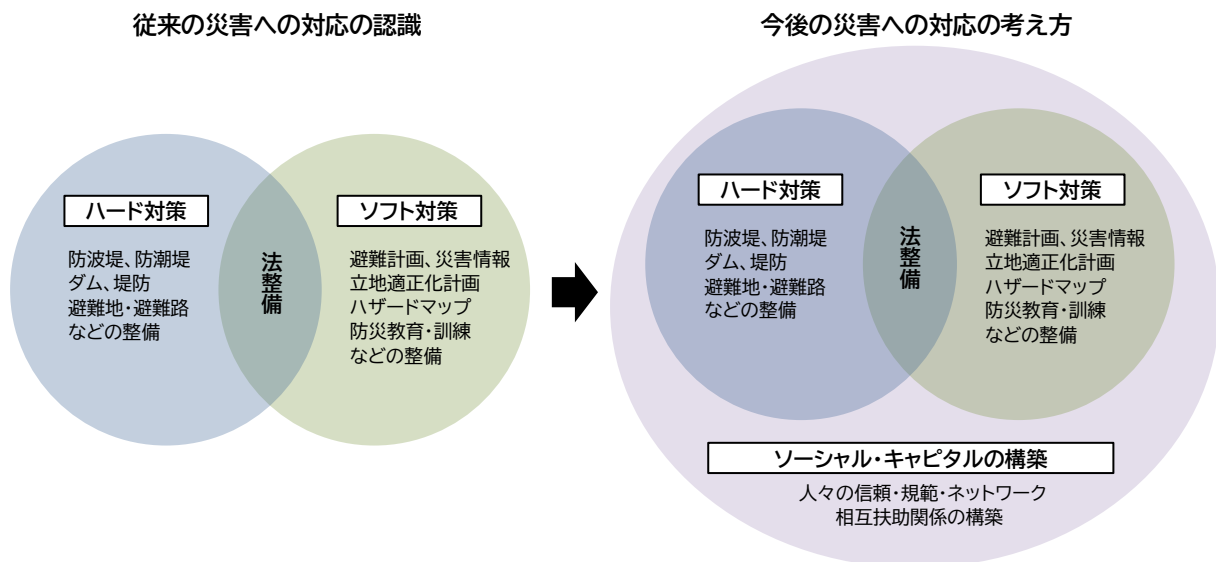 従来の災害への対応の認識
ハード対策
防波堤、防潮堤
ダム、堤防
避難地・避難路
などの整備
法整備
ソフト対策
避難計画、災害情報
立地適正化計画
ハザードマップ
防災教育・訓練
などの整備
今後の災害への対応の考え方
ハード対策
防波堤、防潮堤
ダム、堤防
避難地・避難路
などの整備
法整備
ソフト対策
避難計画、災害情報
立地適正化計画
ハザードマップ
防災教育・訓練
などの整備
ソーシャル・キャピタルの構築
人々の信頼・規範・ネットワーク
相互扶助関係の構築